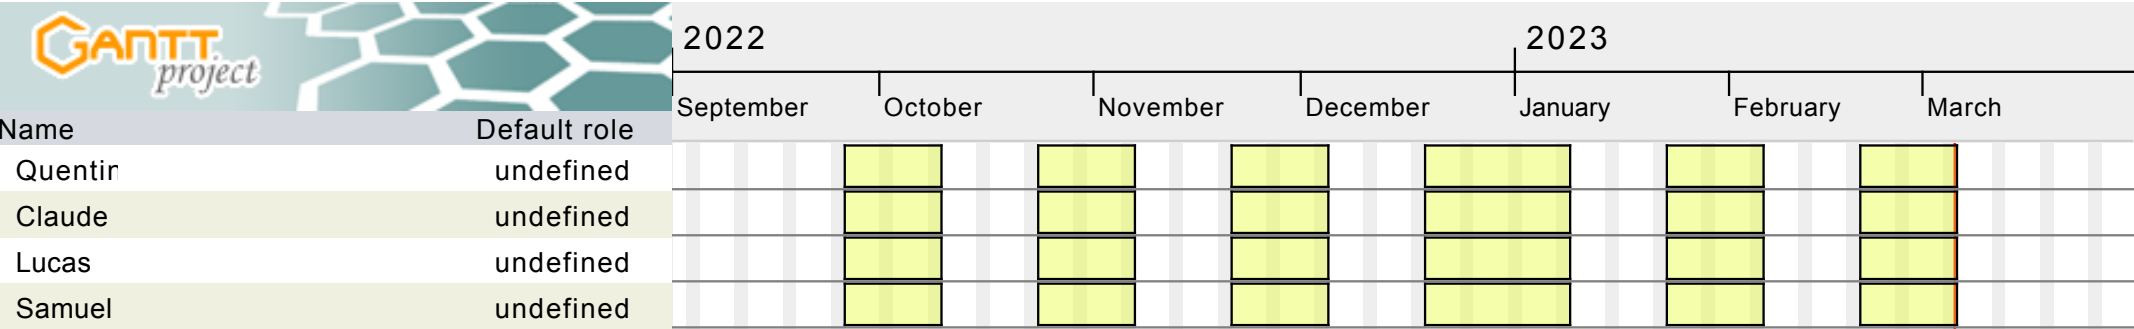 GANTT
project
2022 2023
September October November December January February March
Name Default role
Quentin undefined
Claude undefined
Lucas undefined
Samuel undefined